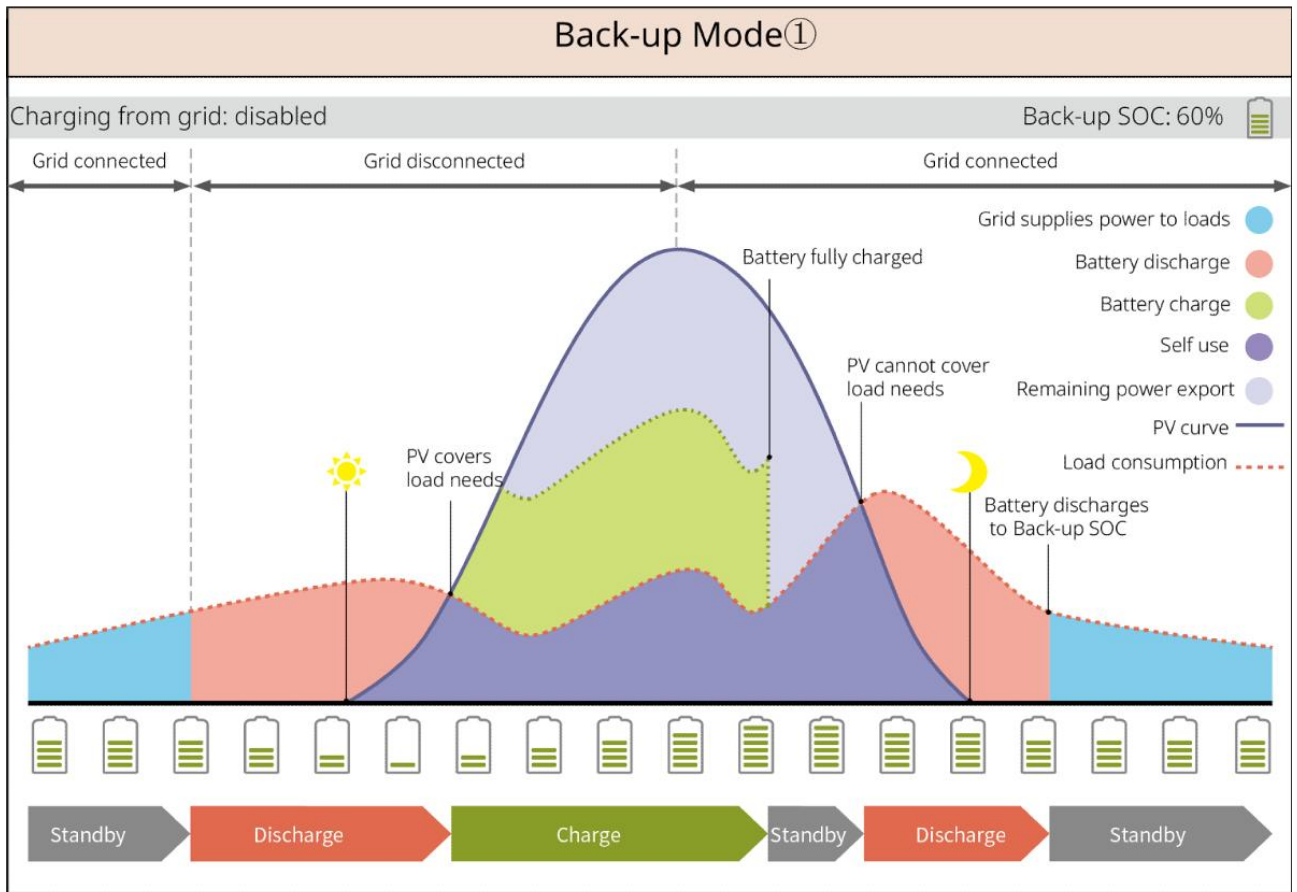 Back-up Mode①
Charging from grid: disabled
Back-up SOC: 60%
Grid connected
Grid disconnected
Grid connected
Grid supplies power to loads
Battery discharge
Battery charge
Self use
Remaining power export
PV curve
Load consumption
Battery fully charged
PV cannot cover
load needs
PV covers
load needs
Battery discharges
to Back-up SOC
Standby
Discharge
Charge
Standby
Discharge
Standby